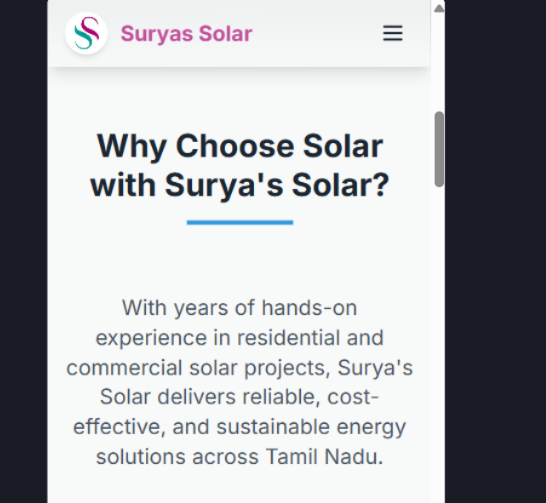 Suryas Solar
Why Choose Solar
with Surya's Solar?
With years of hands-on
experience in residential and
commercial solar projects, Surya's
Solar delivers reliable, cost-
effective, and sustainable energy
solutions across Tamil Nadu.